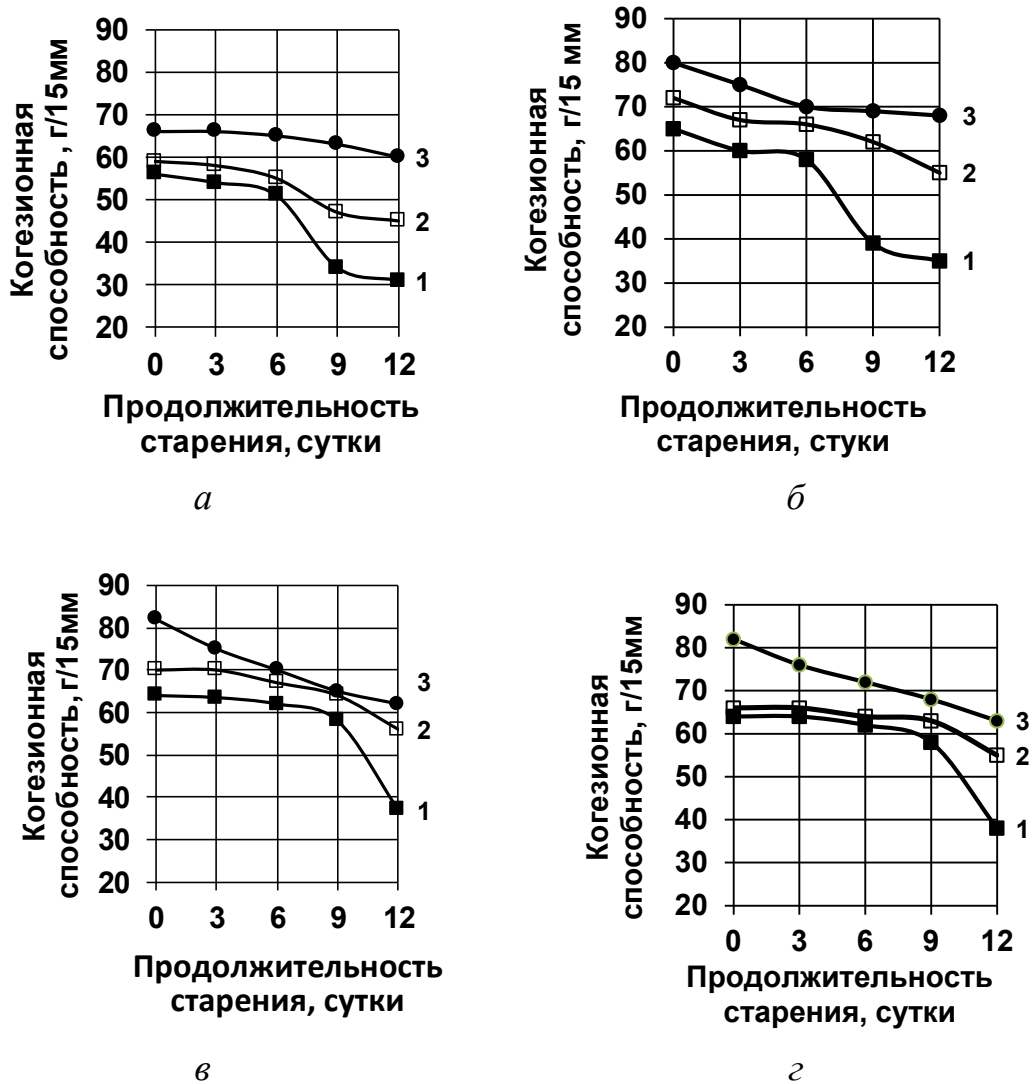 Когезионная
способность, г/15мм
90
80
70
60
50
40
30
20
3
2
1
0 3 6 9 12
Продолжительность
старения, сутки
а
Когезионная
способность, г/15 мм
90
80
70
60
50
40
30
20
3
2
1
0 3 6 9 12
Продолжительность
старения, стуки
б
Когезионная
способность, г/15мм
90
80
70
60
50
40
30
20
3
2
1
0 3 6 9 12
Продолжительность
старения, сутки
в
Когезионная
способность, г/15мм
90
80
70
60
50
40
30
20
3
2
1
0 3 6 9 12
Продолжительность
старения, сутки
г